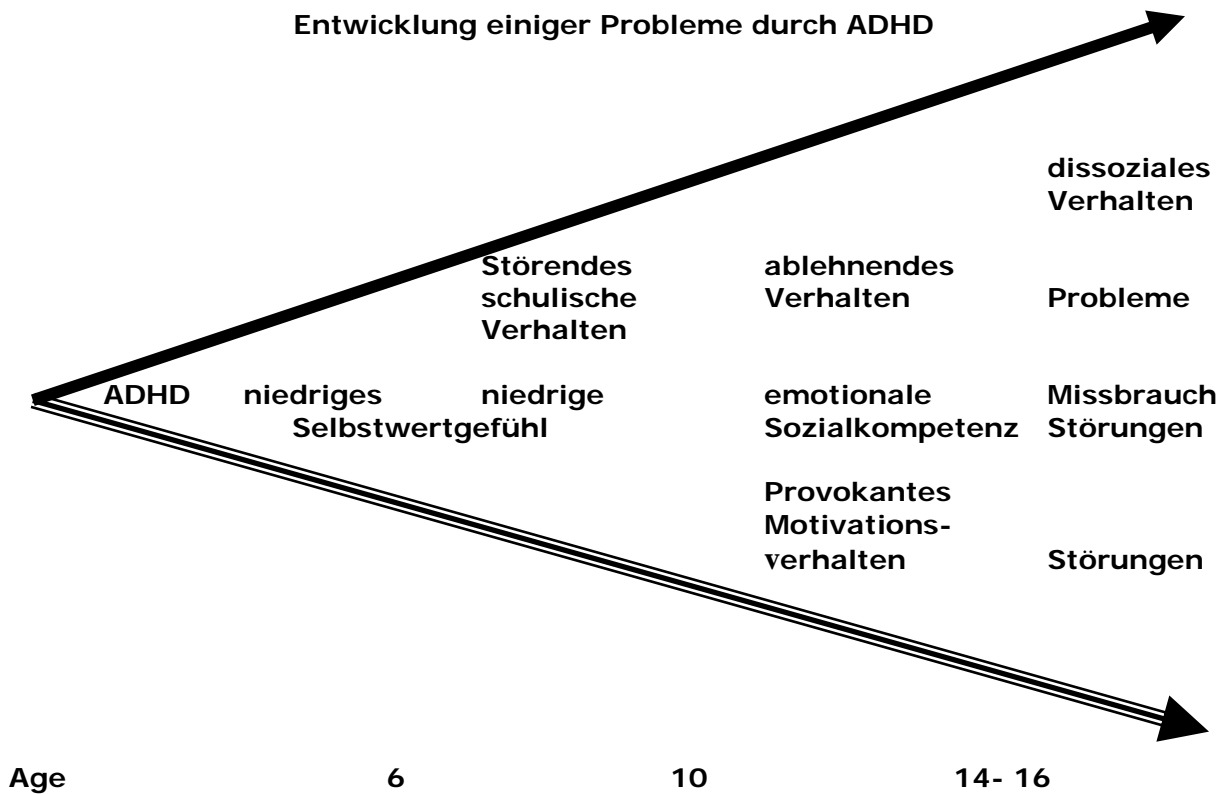 Entwicklung einiger Probleme durch ADHD
dissoziales
Verhalten
Störendes ablehnendes
schulische Verhalten Probleme
Verhalten
ADHD niedriges niedrige emotionale Missbrauch
Selbstwertgefühl Sozialkompetenz Störungen
Provokantes
Motivations-
verhalten Störungen
Age 6 10 14- 16